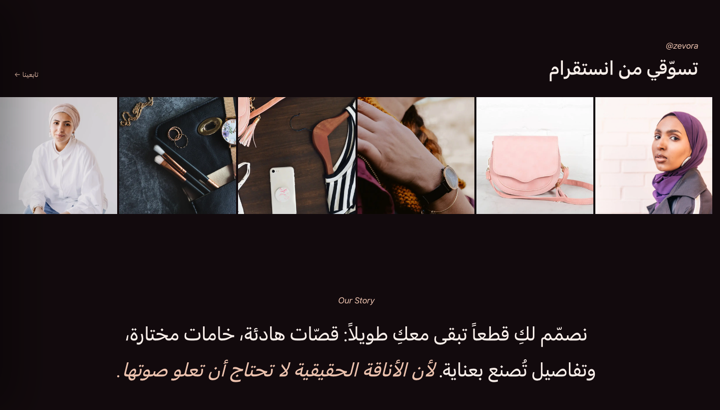 @zevora
تسوّقي من انستقرام
تابعينا ←
Our Story
نصمّم لكِ قطعاً تبقى معكِ طويلاً: قصّات هادئة، خامات مختارة،
وتفاصيل تُصنع بعناية. لأن الأناقة الحقيقية لا تحتاج أن تعلو صوتها.